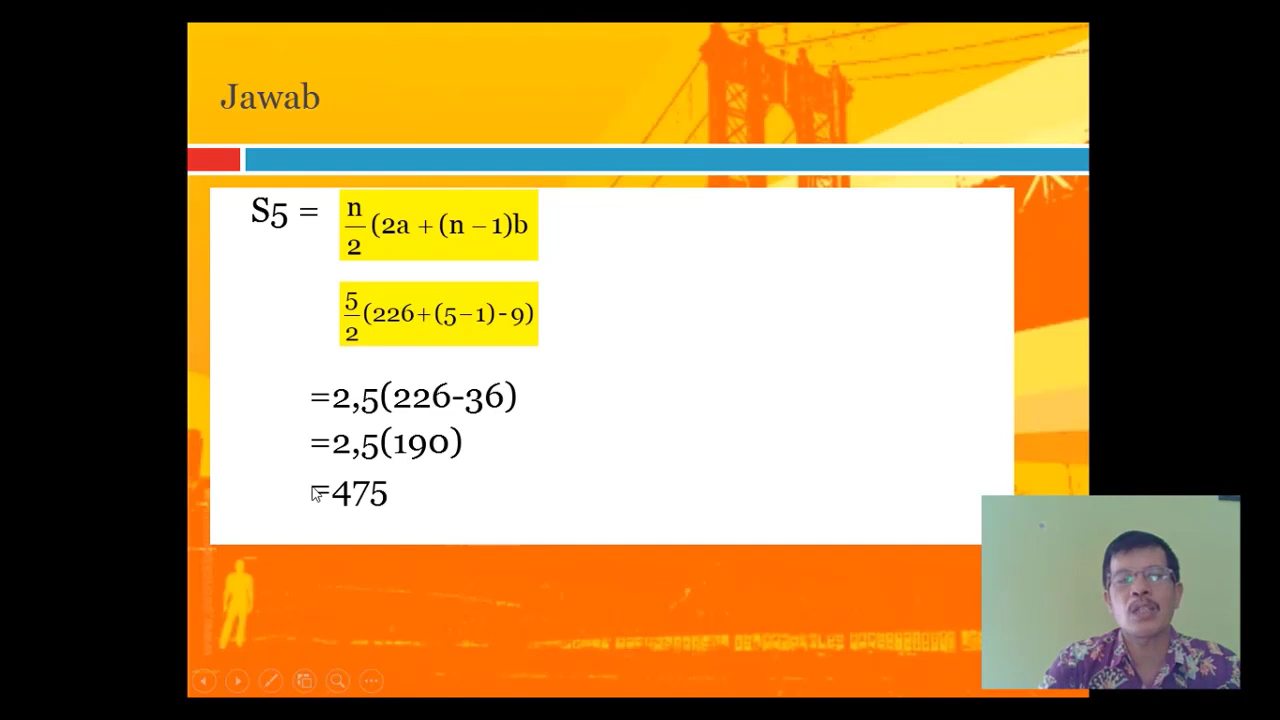 Jawab
S5 = n/2 (2a + (n − 1)b
5/2 (226+(5−1)-9)
=2,5(226-36)
=2,5(190)
=475